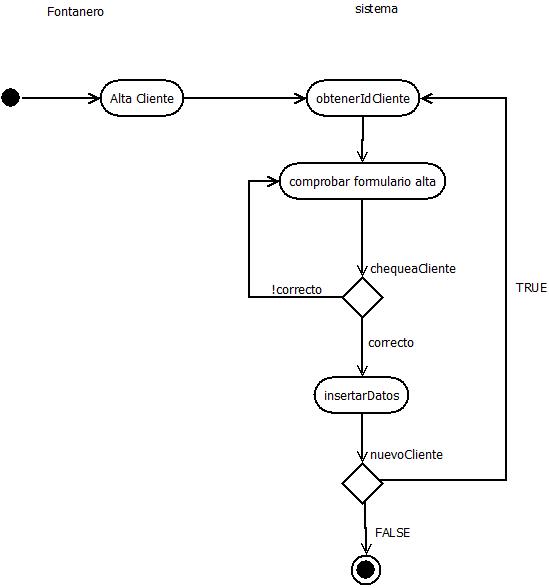 Fontanero
sistema
Alta Cliente
obtenerIdCliente
comprobar formulario alta
chequeaCliente
!correcto
TRUE
correcto
insertarDatos
nuevoCliente
FALSE